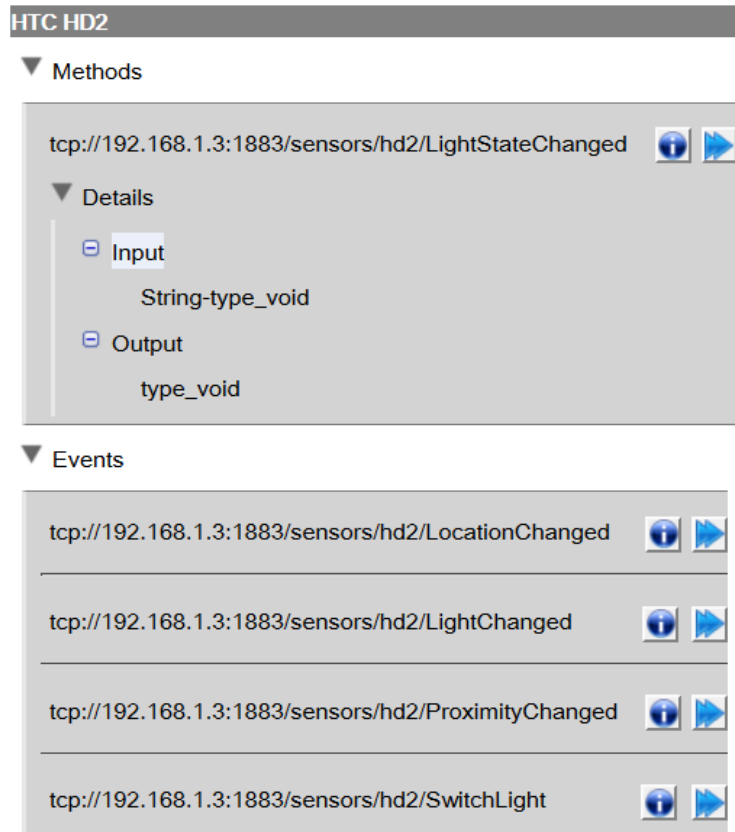 HTC HD2
Methods
tcp://192.168.1.3:1883/sensors/hd2/LightStateChanged
Details
Input
String-type_void
Output
type_void
Events
tcp://192.168.1.3:1883/sensors/hd2/LocationChanged
tcp://192.168.1.3:1883/sensors/hd2/LightChanged
tcp://192.168.1.3:1883/sensors/hd2/ProximityChanged
tcp://192.168.1.3:1883/sensors/hd2/SwitchLight